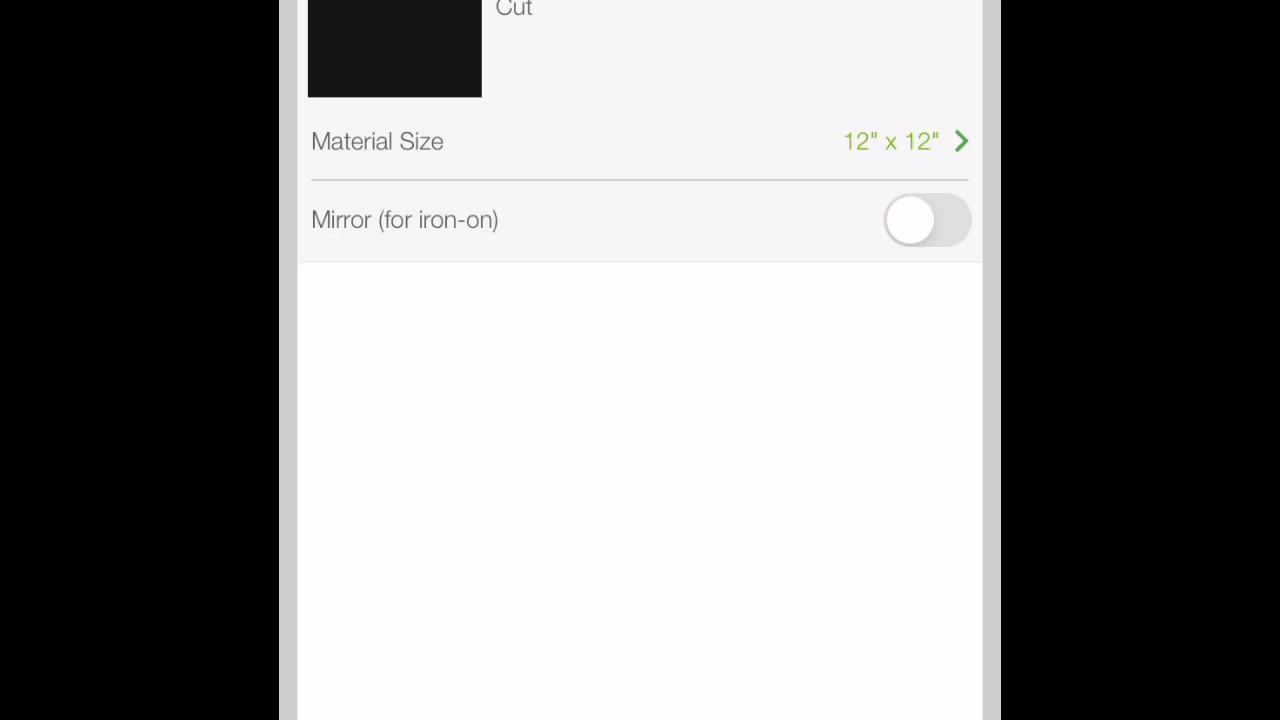 Cut
Material Size
12" x 12"
Mirror (for iron-on)